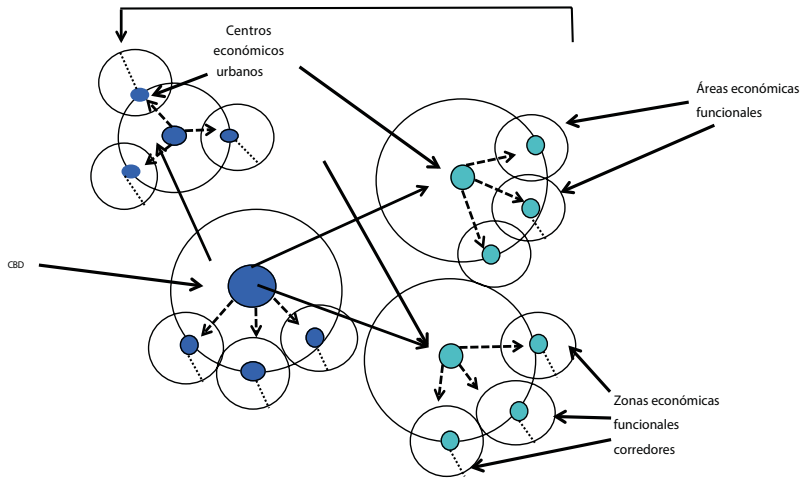 Centros
económicos
urbanos
Áreas económicas
funcionales
CBD
Zonas económicas
funcionales
corredores